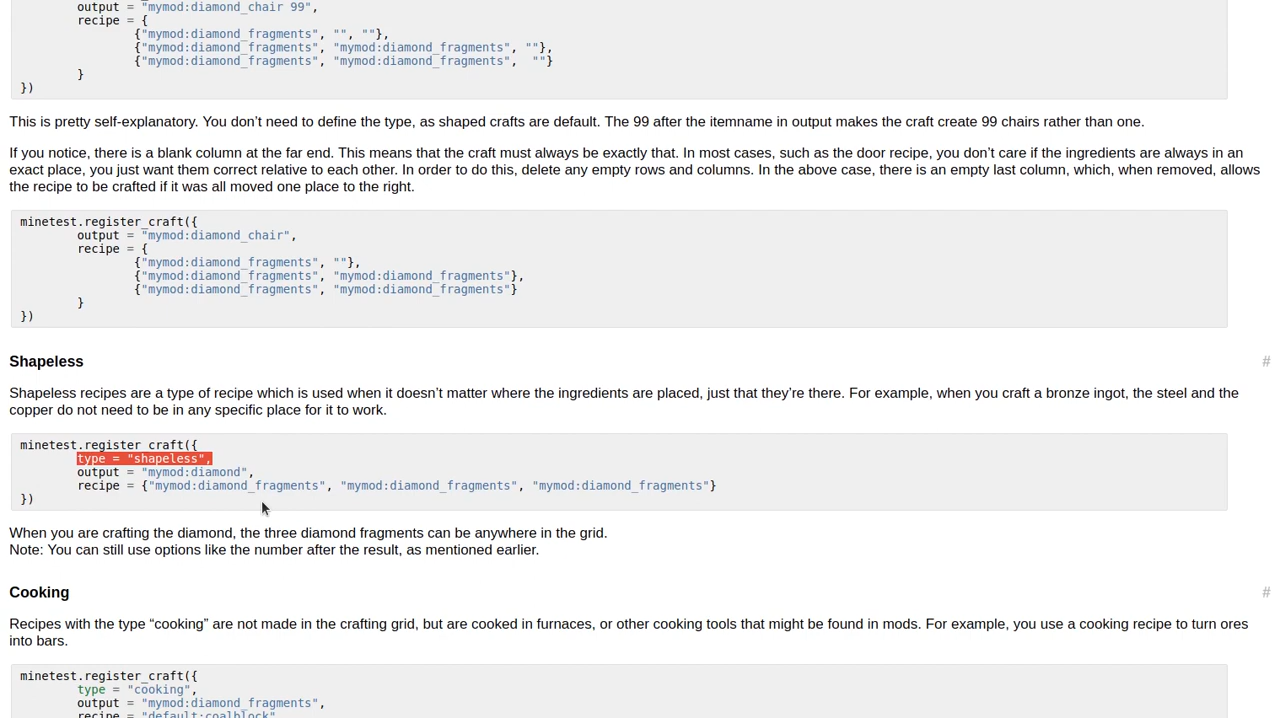 output = "mymod:diamond_chair 99",
recipe = {
{"mymod:diamond_fragments", "", ""},
{"mymod:diamond_fragments", "mymod:diamond_fragments", ""},
{"mymod:diamond_fragments", "mymod:diamond_fragments",  ""}
}
})
This is pretty self-explanatory. You don’t need to define the type, as shaped crafts are default. The 99 after the itemname in output makes the craft create 99 chairs rather than one.
If you notice, there is a blank column at the far end. This means that the craft must always be exactly that. In most cases, such as the door recipe, you don’t care if the ingredients are always in an
exact place, you just want them correct relative to each other. In order to do this, delete any empty rows and columns. In the above case, there is an empty last column, which, when removed, allows
the recipe to be crafted if it was all moved one place to the right.
minetest.register_craft({
output = "mymod:diamond_chair",
recipe = {
{"mymod:diamond_fragments", ""},
{"mymod:diamond_fragments", "mymod:diamond_fragments"},
{"mymod:diamond_fragments", "mymod:diamond_fragments"}
}
})
Shapeless #
Shapeless recipes are a type of recipe which is used when it doesn’t matter where the ingredients are placed, just that they’re there. For example, when you craft a bronze ingot, the steel and the
copper do not need to be in any specific place for it to work.
minetest.register_craft({
type = "shapeless",
output = "mymod:diamond",
recipe = {"mymod:diamond_fragments", "mymod:diamond_fragments", "mymod:diamond_fragments"}
})
When you are crafting the diamond, the three diamond fragments can be anywhere in the grid.
Note: You can still use options like the number after the result, as mentioned earlier.
Cooking #
Recipes with the type “cooking” are not made in the crafting grid, but are cooked in furnaces, or other cooking tools that might be found in mods. For example, you use a cooking recipe to turn ores
into bars.
minetest.register_craft({
type = "cooking",
output = "mymod:diamond_fragments",
recipe = "default:coalblock"